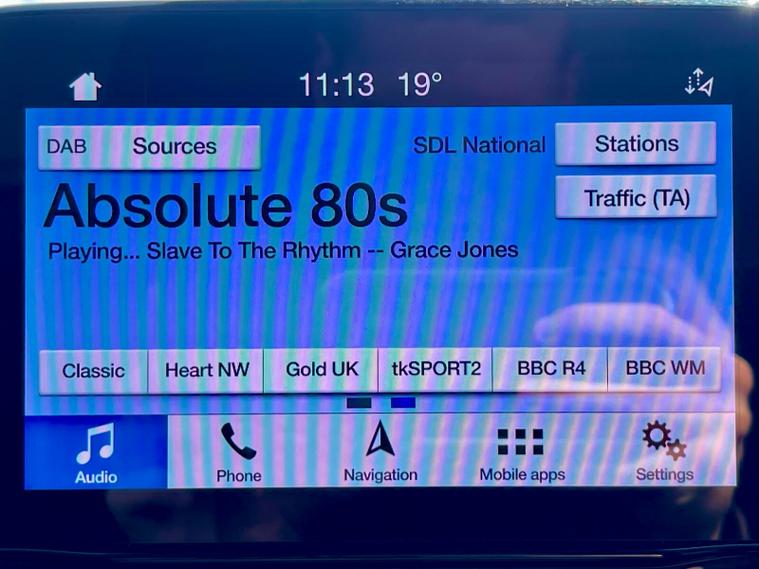 11:13 19°
DAB Sources SDL National Stations
Absolute 80s
Traffic (TA)
Playing... Slave To The Rhythm -- Grace Jones
Classic Heart NW Gold UK tkSPORT2 BBC R4 BBC WM
Audio Phone Navigation Mobile apps Settings